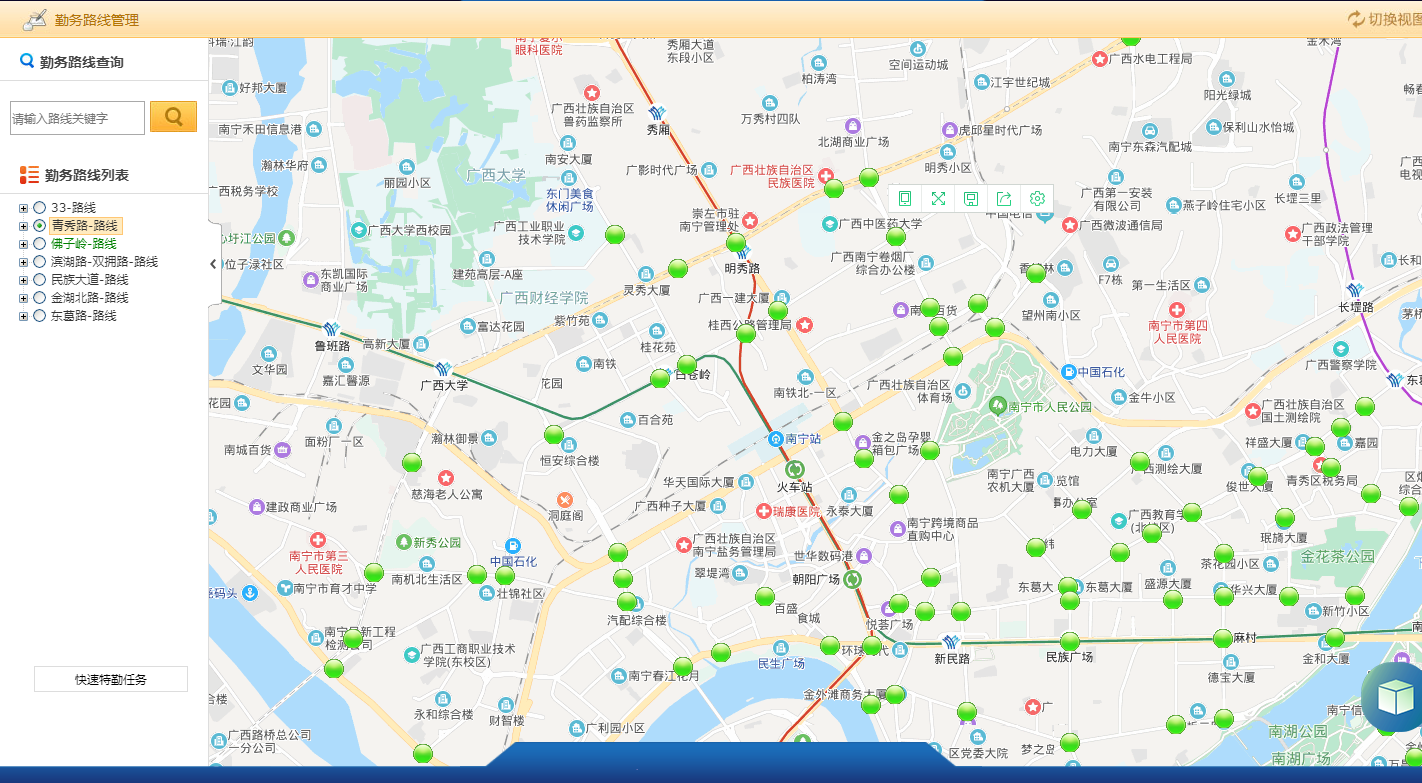 勤务路线管理
切换视图
勤务路线查询
请输入路线关键字
勤务路线列表
33-路线
青秀路-路线
佛子岭-路线
滨湖路-双拥路-路线
民族大道-路线
金湖北路-路线
东葛路-路线
快速特勤任务
眼科医院
秀厢大道
东段小区
空间运动城
广西水电工程局
金禾湾
好邦大厦
柏涛湾
江宇世纪城
阳光绿城
广西壮族自治区
兽药监察所
万秀村四队
秀厢
南宁禾田信息港
北湖商业广场
虎邱星时代广场
保利山水怡城
南宁东森汽配城
南安大厦
瀚林华府
丽园小区
广西大学
广影时代广场
广西壮族自治区
民族医院
明秀小区
东门美食
休闲广场
广西税务学校
广西第一安装
有限公司
燕子岭住宅小区
长堽三里
崇左市驻
南宁管理处
广西中医药大学
中国电信
广西微波通信局
广西政法管理
干部学院
广西大学西校园
广西工业职业
技术学院
心圩江公园
位子渌社区
东凯国际
商业广场
建苑高层-A座
灵秀大厦
明秀路
广西南宁卷烟厂
综合办公楼
F7栋
第一生活区
长堽路
广西财经学院
广西一建大厦
望州南小区
富达花园
紫竹苑
桂花苑
桂西公路管理局
南宁市第四
人民医院
鲁班路
高新大厦
文华园
嘉汇馨源
广西大学
南铁
白苍岭
南铁北-一区
广西壮族自治区
体育场
中国石化
广西警察学院
花园
花园
百合苑
南宁站
南宁市人民公园
金牛小区
广西壮族自治区
国土测绘院
面粉厂一区
南城百货
瀚林御景
恒安综合楼
金之岛孕婴
箱包广场
电力大厦
祥盛大厦
嘉园
慈海老人公寓
华天国际大厦
火车站
南宁广西
农机大厦
览馆
西测绘大厦
俊世大厦
青秀区税务局
建政商业广场
洞庭阁
广西种子大厦
瑞康医院
永泰大厦
事办公室
南宁跨境商品
直购中心
珉旖大厦
南宁市第三
人民医院
新秀公园
中国石化
广西壮族自治区
南宁盐务管理局
世华数码港
金花茶公园
南机北生活区
翠堤湾
朝阳广场
茶花园小区
南宁市育才中学
壮锦社区
东葛大
东葛大厦
盛源大厦
华兴大厦
百盛
食城
汽配综合楼
悦荟广场
新竹小区
广西工商职业技术
学院(东校区)
民生广场
新民路
民族广场
麻村
金和大厦
南宁春江花月
德宝大厦
金外滩商务大厦
永和综合楼
财智楼
广利园小区
广西路桥总公司
一分公司
区党委大院
梦之岛
南湖公园
南湖广场